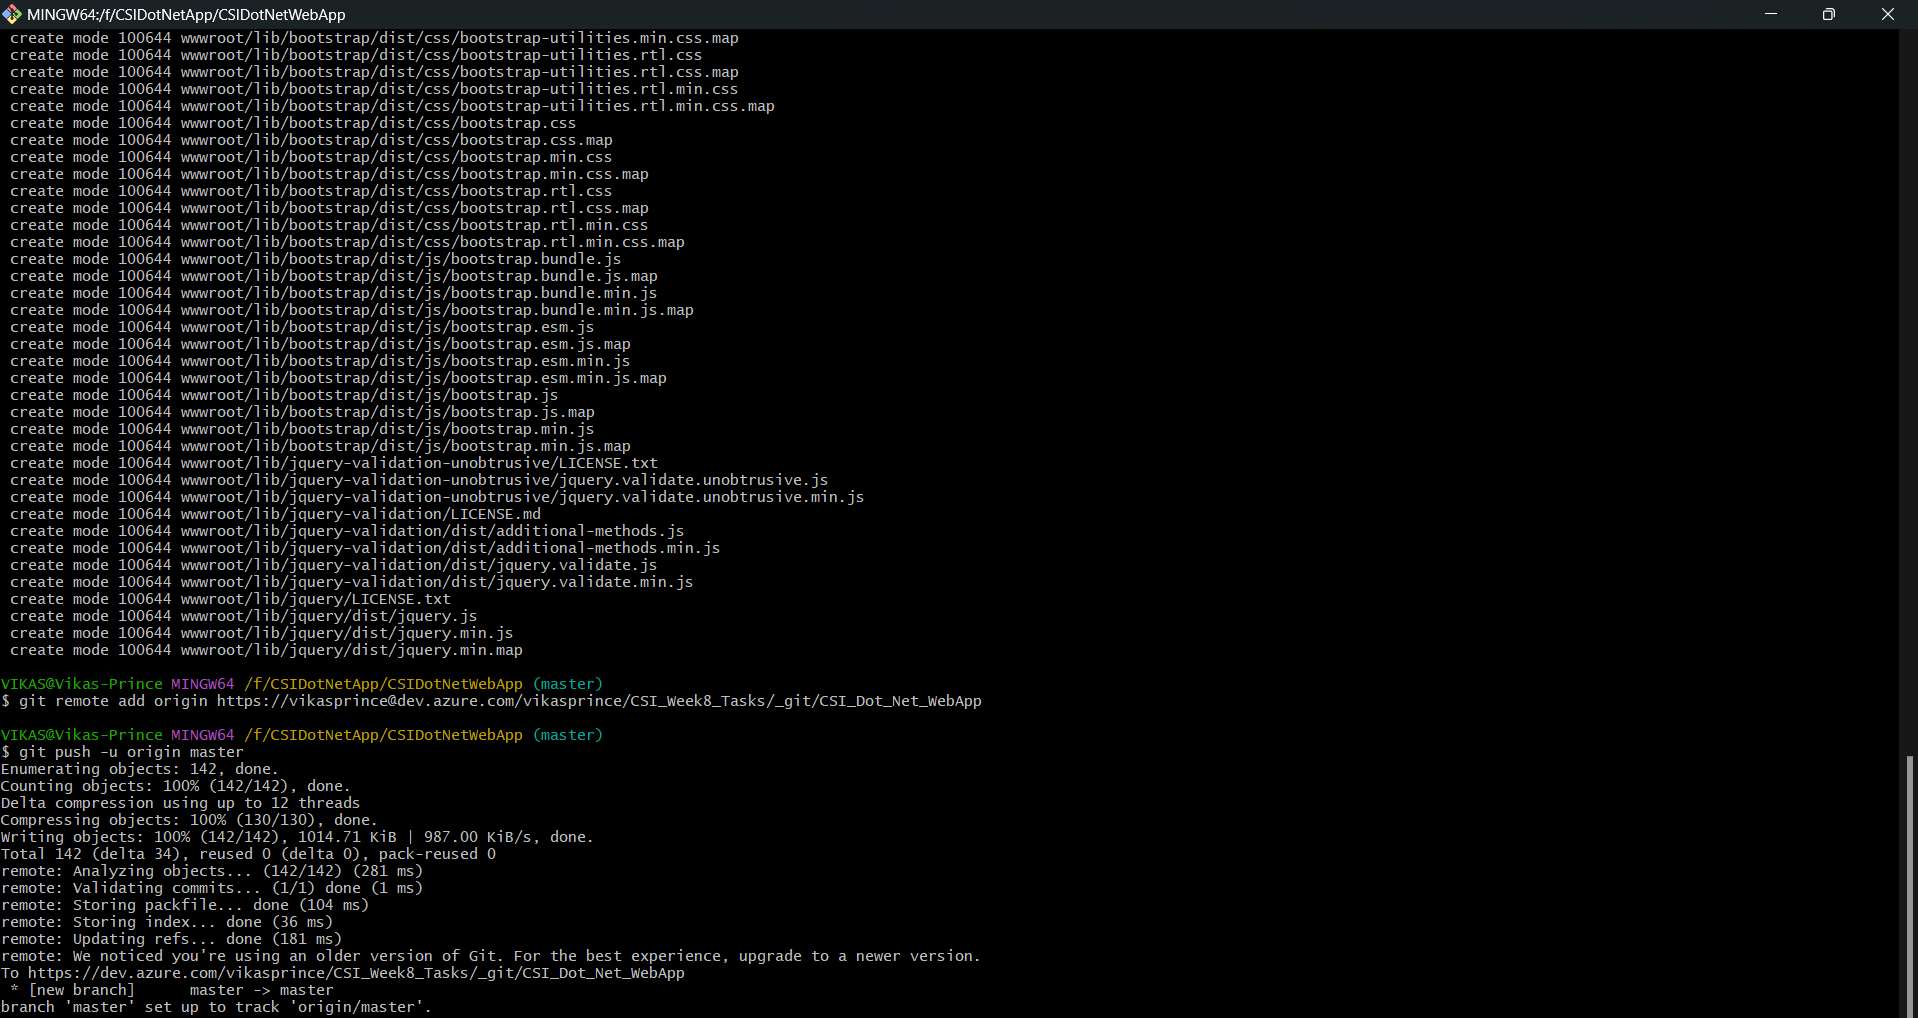 MINGW64:/f/CSIDotNetApp/CSIDotNetWebApp
create mode 100644 wwwroot/lib/bootstrap/dist/css/bootstrap-utilities.min.css.map
create mode 100644 wwwroot/lib/bootstrap/dist/css/bootstrap-utilities.rtl.css
create mode 100644 wwwroot/lib/bootstrap/dist/css/bootstrap-utilities.rtl.css.map
create mode 100644 wwwroot/lib/bootstrap/dist/css/bootstrap-utilities.rtl.min.css
create mode 100644 wwwroot/lib/bootstrap/dist/css/bootstrap-utilities.rtl.min.css.map
create mode 100644 wwwroot/lib/bootstrap/dist/css/bootstrap.css
create mode 100644 wwwroot/lib/bootstrap/dist/css/bootstrap.css.map
create mode 100644 wwwroot/lib/bootstrap/dist/css/bootstrap.min.css
create mode 100644 wwwroot/lib/bootstrap/dist/css/bootstrap.min.css.map
create mode 100644 wwwroot/lib/bootstrap/dist/css/bootstrap.rtl.css
create mode 100644 wwwroot/lib/bootstrap/dist/css/bootstrap.rtl.css.map
create mode 100644 wwwroot/lib/bootstrap/dist/css/bootstrap.rtl.min.css
create mode 100644 wwwroot/lib/bootstrap/dist/css/bootstrap.rtl.min.css.map
create mode 100644 wwwroot/lib/bootstrap/dist/js/bootstrap.bundle.js
create mode 100644 wwwroot/lib/bootstrap/dist/js/bootstrap.bundle.js.map
create mode 100644 wwwroot/lib/bootstrap/dist/js/bootstrap.bundle.min.js
create mode 100644 wwwroot/lib/bootstrap/dist/js/bootstrap.bundle.min.js.map
create mode 100644 wwwroot/lib/bootstrap/dist/js/bootstrap.esm.js
create mode 100644 wwwroot/lib/bootstrap/dist/js/bootstrap.esm.js.map
create mode 100644 wwwroot/lib/bootstrap/dist/js/bootstrap.esm.min.js
create mode 100644 wwwroot/lib/bootstrap/dist/js/bootstrap.esm.min.js.map
create mode 100644 wwwroot/lib/bootstrap/dist/js/bootstrap.js
create mode 100644 wwwroot/lib/bootstrap/dist/js/bootstrap.js.map
create mode 100644 wwwroot/lib/bootstrap/dist/js/bootstrap.min.js
create mode 100644 wwwroot/lib/bootstrap/dist/js/bootstrap.min.js.map
create mode 100644 wwwroot/lib/jquery-validation-unobtrusive/LICENSE.txt
create mode 100644 wwwroot/lib/jquery-validation-unobtrusive/jquery.validate.unobtrusive.js
create mode 100644 wwwroot/lib/jquery-validation-unobtrusive/jquery.validate.unobtrusive.min.js
create mode 100644 wwwroot/lib/jquery-validation/LICENSE.md
create mode 100644 wwwroot/lib/jquery-validation/dist/additional-methods.js
create mode 100644 wwwroot/lib/jquery-validation/dist/additional-methods.min.js
create mode 100644 wwwroot/lib/jquery-validation/dist/jquery.validate.js
create mode 100644 wwwroot/lib/jquery-validation/dist/jquery.validate.min.js
create mode 100644 wwwroot/lib/jquery/LICENSE.txt
create mode 100644 wwwroot/lib/jquery/dist/jquery.js
create mode 100644 wwwroot/lib/jquery/dist/jquery.min.js
create mode 100644 wwwroot/lib/jquery/dist/jquery.min.map
VIKAS@Vikas-Prince MINGW64 /f/CSIDotNetApp/CSIDotNetWebApp (master)
$ git remote add origin https://vikasprince@dev.azure.com/vikasprince/CSI_Week8_Tasks/_git/CSI_Dot_Net_WebApp
VIKAS@Vikas-Prince MINGW64 /f/CSIDotNetApp/CSIDotNetWebApp (master)
$ git push -u origin master
Enumerating objects: 142, done.
Counting objects: 100% (142/142), done.
Delta compression using up to 12 threads
Compressing objects: 100% (130/130), done.
Writing objects: 100% (142/142), 1014.71 KiB | 987.00 KiB/s, done.
Total 142 (delta 34), reused 0 (delta 0), pack-reused 0
remote: Analyzing objects... (142/142) (281 ms)
remote: Validating commits... (1/1) done (1 ms)
remote: Storing packfile... done (104 ms)
remote: Storing index... done (36 ms)
remote: Updating refs... done (181 ms)
remote: We noticed you're using an older version of Git. For the best experience, upgrade to a newer version.
To https://dev.azure.com/vikasprince/CSI_Week8_Tasks/_git/CSI_Dot_Net_WebApp
* [new branch]      master -> master
branch 'master' set up to track 'origin/master'.